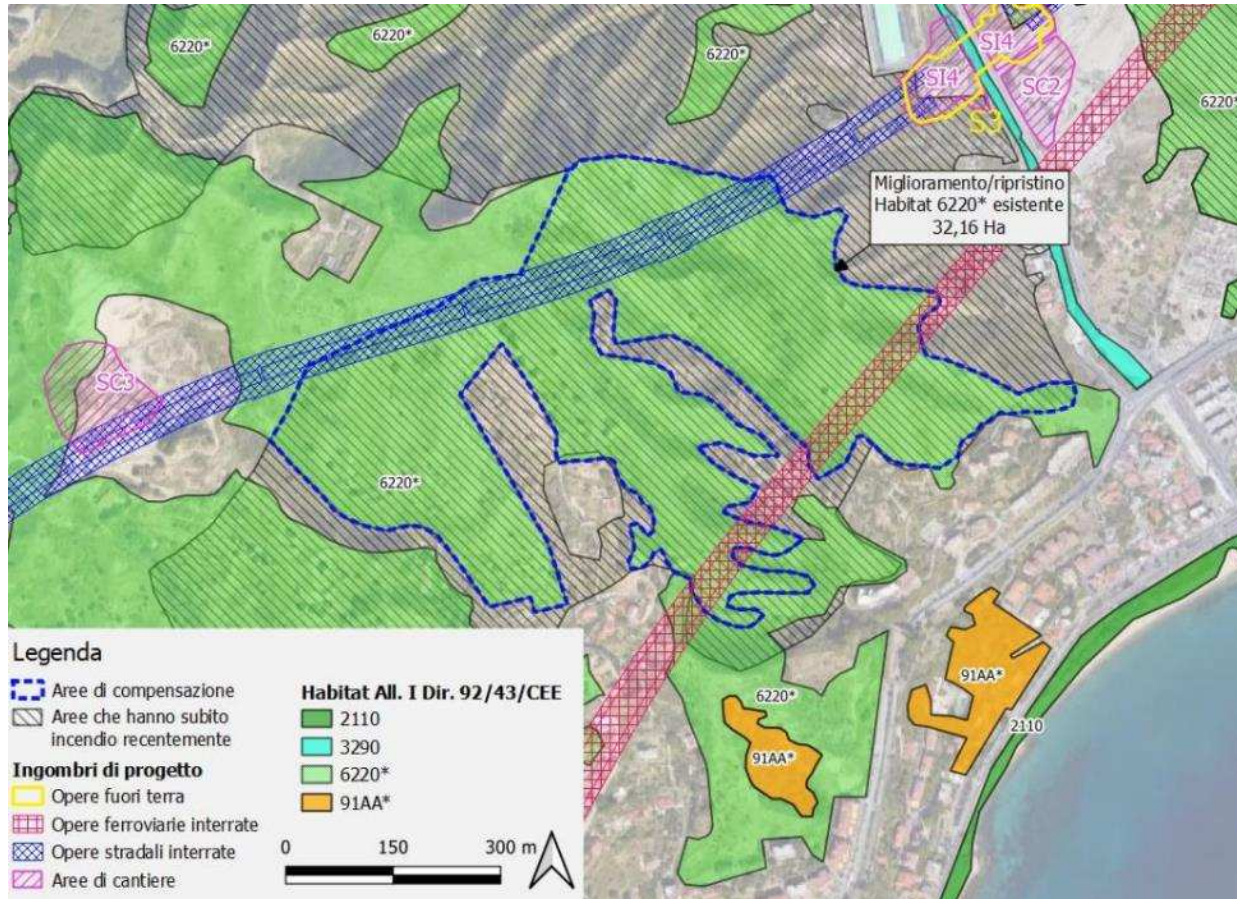 6220*
6220*
6220*
6220*
SI4
SI4
SC2
S3
Miglioramento/ripristino
Habitat 6220* esistente
32,16 Ha
SC3
6220*
6220*
91AA*
91AA*
2110
Legenda
Aree di compensazione
Aree che hanno subito
incendio recentemente
Ingombri di progetto
Opere fuori terra
Opere ferroviarie interrate
Opere stradali interrate
Aree di cantiere
Habitat All. I Dir. 92/43/CEE
2110
3290
6220*
91AA*
0 150 300 m